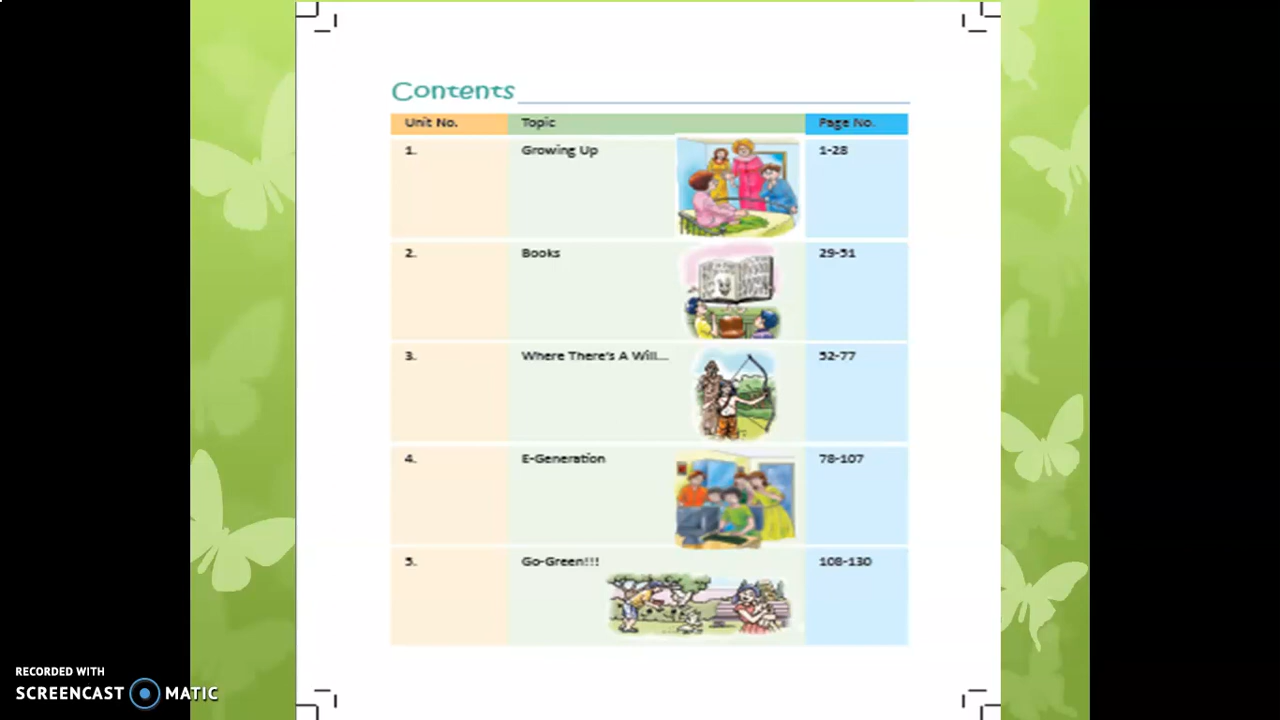 Contents
Unit No. Topic Page No.
1. Growing Up 1-28
2. Books 29-51
3. Where There's A Will... 52-77
4. E-Generation 78-107
5. Go-Green!!! 108-130
RECORDED WITH
SCREENCAST MATIC